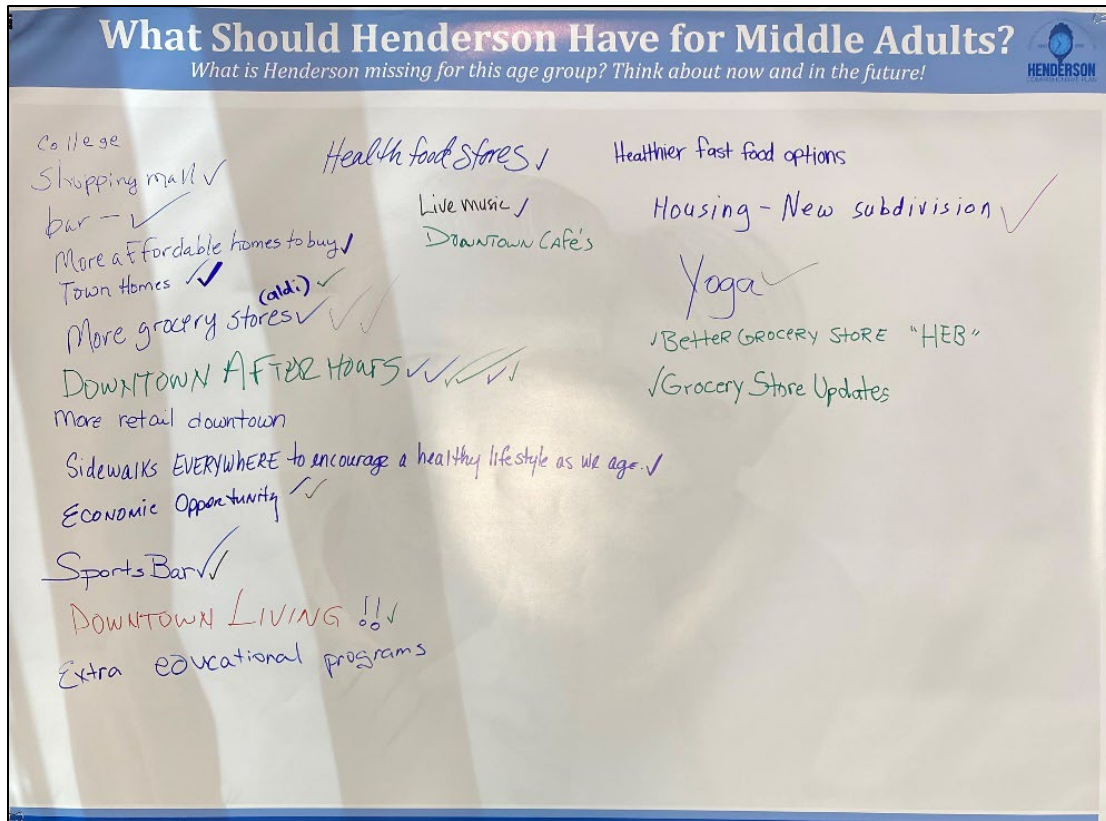 What Should Henderson Have for Middle Adults?
What is Henderson missing for this age group? Think about now and in the future!
HENDERSON
COMPREHENSIVE PLAN
College
Shopping mall ✓
bar - ✓
More affordable homes to buy ✓
Town Homes ✓✓
(aldi) ✓
More grocery stores ✓✓✓
DOWNTOWN AFTER HOURS ✓✓✓✓✓✓
More retail downtown
Sidewalks EVERYWHERE to encourage a healthy lifestyle as we age. ✓
Economic Opportunity ✓✓
Sports Bar ✓✓
DOWNTOWN LIVING !! ✓
Extra educational programs
Health food stores ✓
Live music ✓
DOWNTOWN CAFÉ'S
Healthier fast food options
Housing - New subdivision ✓
Yoga ✓
✓ BETTER GROCERY STORE "HEB"
✓ Grocery Store Updates